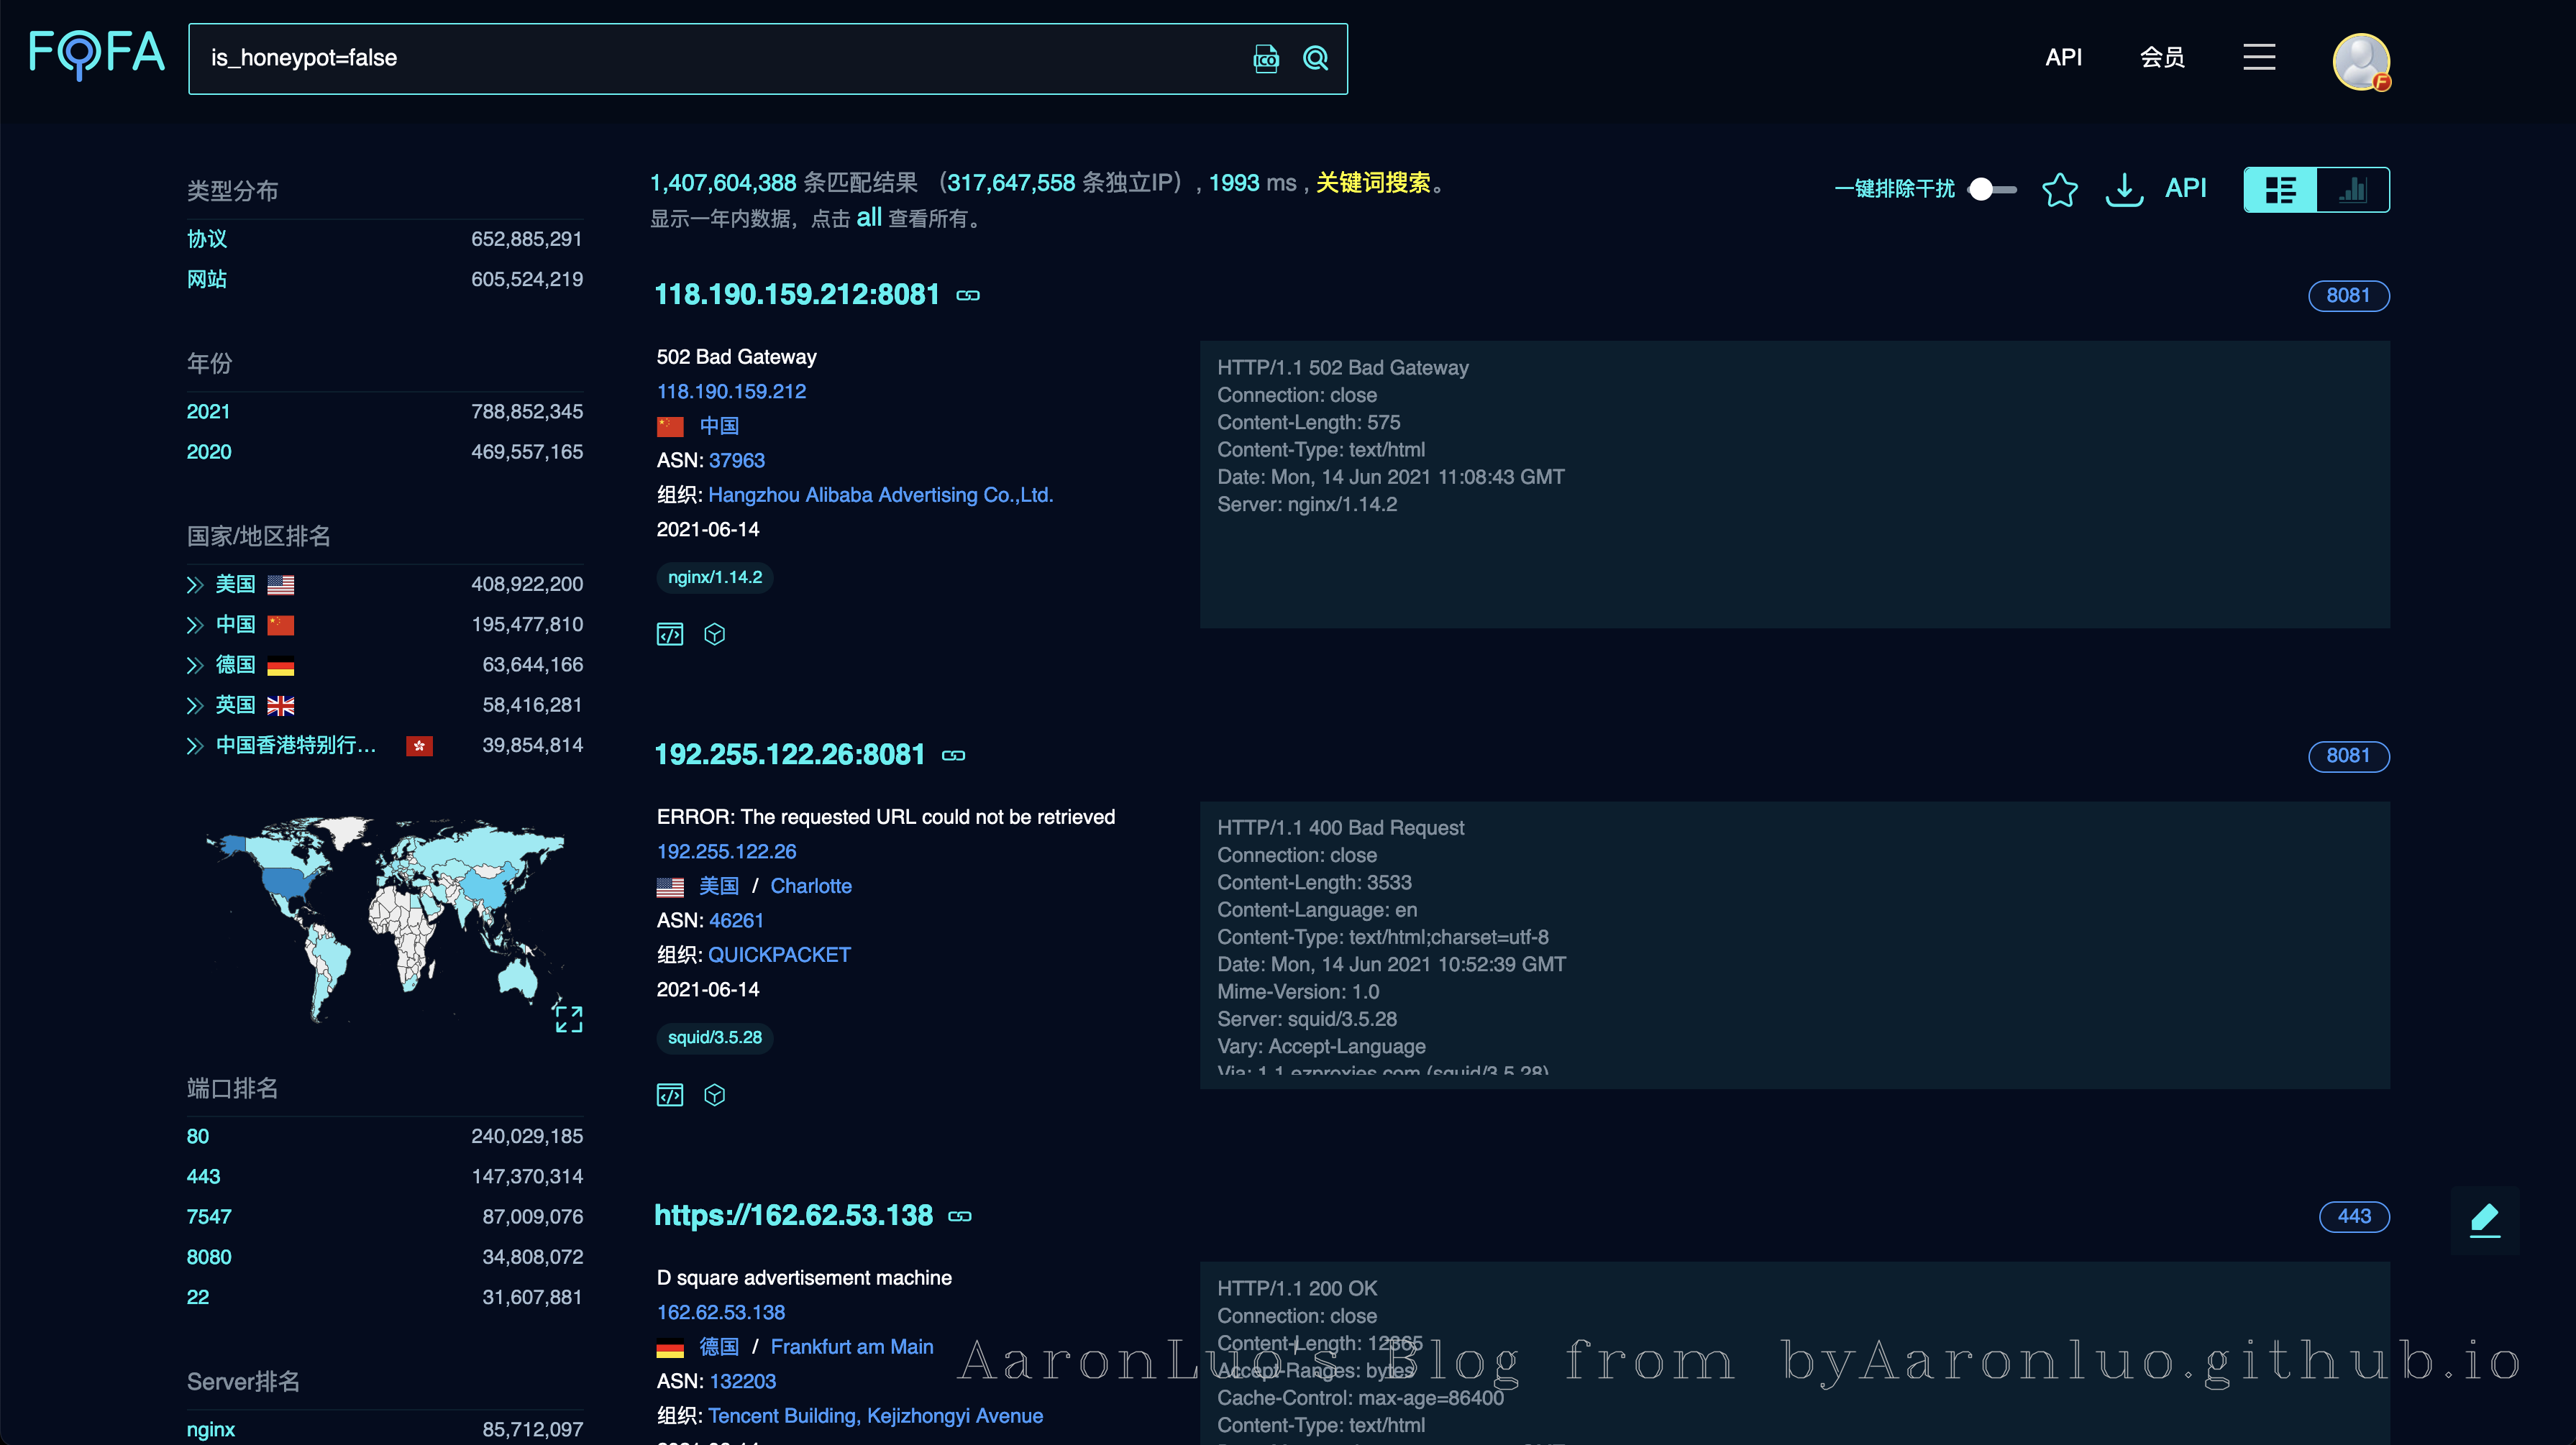 FOFA
is_honeypot=false
ICO
API
会员
F
类型分布
协议 652,885,291
网站 605,524,219
年份
2021 788,852,345
2020 469,557,165
国家/地区排名
美国 408,922,200
中国 195,477,810
德国 63,644,166
英国 58,416,281
中国香港特别行... 39,854,814
端口排名
80 240,029,185
443 147,370,314
7547 87,009,076
8080 34,808,072
22 31,607,881
Server排名
nginx 85,712,097
1,407,604,388 条匹配结果 （317,647,558 条独立IP）, 1993 ms , 关键词搜索。
显示一年内数据，点击 all 查看所有。
一键排除干扰
API
118.190.159.212:8081
8081
502 Bad Gateway
118.190.159.212
中国
ASN: 37963
组织: Hangzhou Alibaba Advertising Co.,Ltd.
2021-06-14
nginx/1.14.2
HTTP/1.1 502 Bad Gateway
Connection: close
Content-Length: 575
Content-Type: text/html
Date: Mon, 14 Jun 2021 11:08:43 GMT
Server: nginx/1.14.2
192.255.122.26:8081
8081
ERROR: The requested URL could not be retrieved
192.255.122.26
美国 / Charlotte
ASN: 46261
组织: QUICKPACKET
2021-06-14
squid/3.5.28
HTTP/1.1 400 Bad Request
Connection: close
Content-Length: 3533
Content-Language: en
Content-Type: text/html;charset=utf-8
Date: Mon, 14 Jun 2021 10:52:39 GMT
Mime-Version: 1.0
Server: squid/3.5.28
Vary: Accept-Language
Via: 1.1 ezproxies.com (squid/3.5.28)
https://162.62.53.138
443
D square advertisement machine
162.62.53.138
德国 / Frankfurt am Main
ASN: 132203
组织: Tencent Building, Kejizhongyi Avenue
HTTP/1.1 200 OK
Connection: close
Content-Length: 12365
Accept-Ranges: bytes
Cache-Control: max-age=86400
Content-Type: text/html
AaronLuo's Blog from byAaronluo.github.io